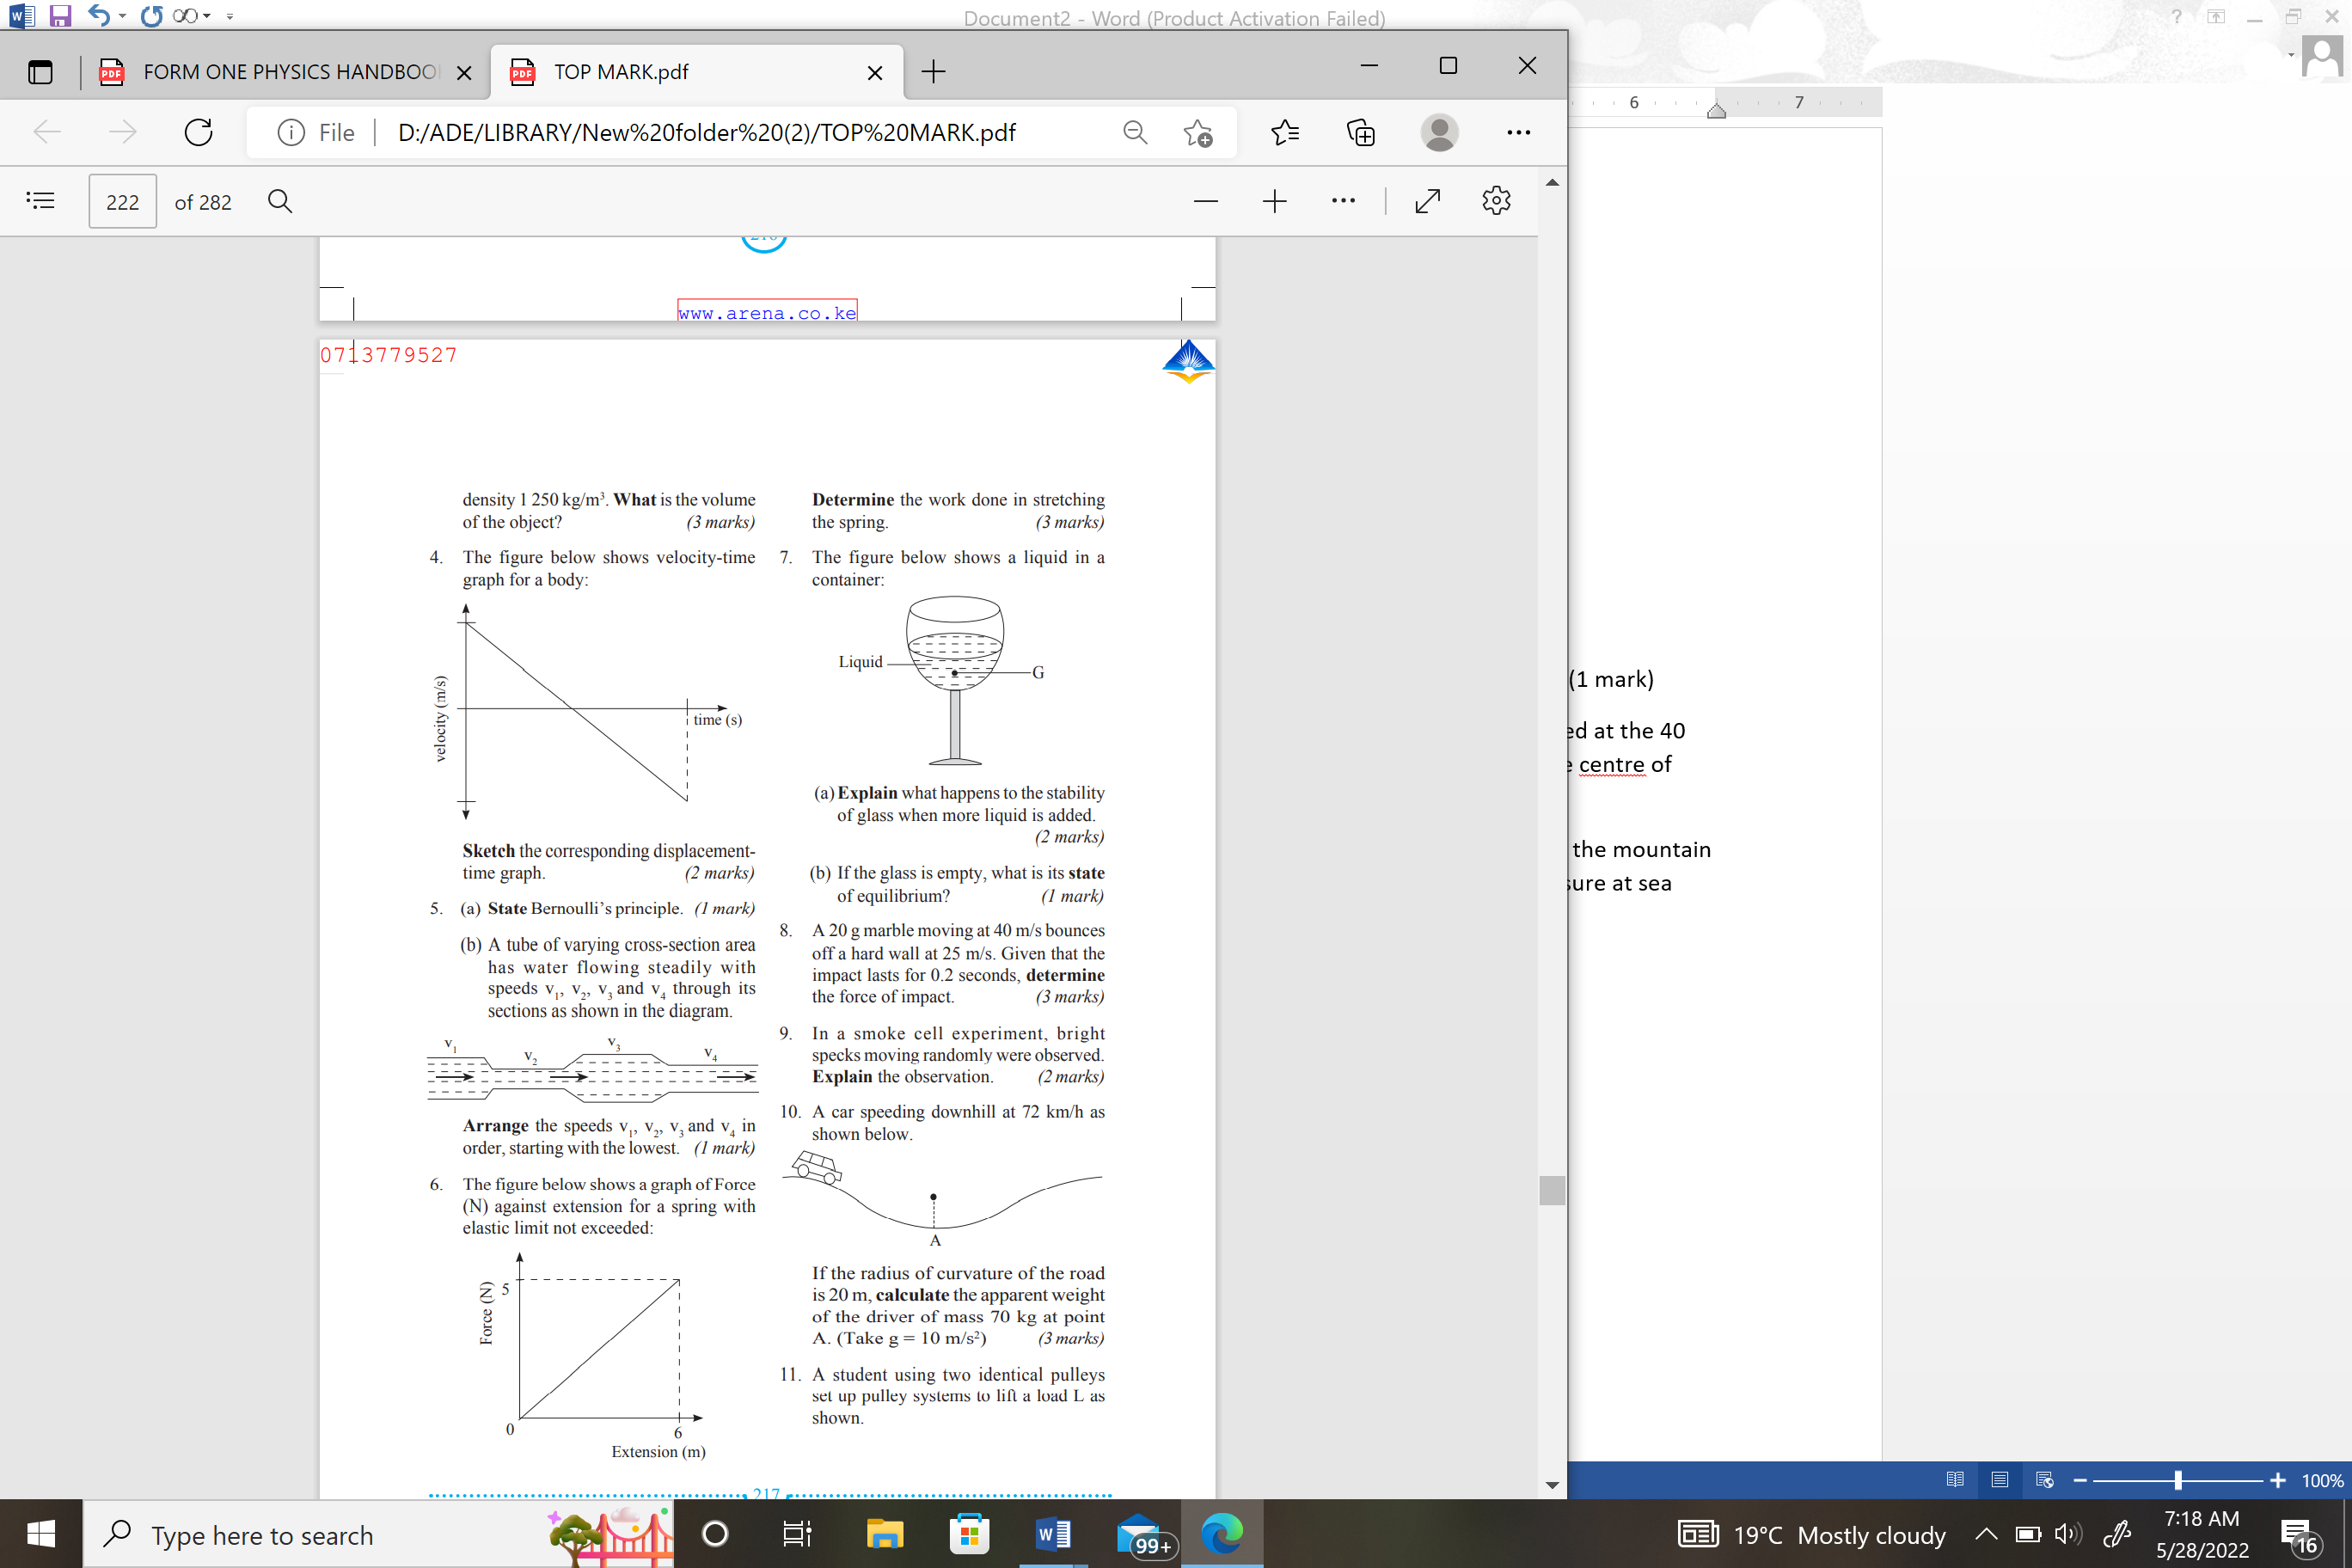 Document2 - Word (Product Activation Failed)
FORM ONE PHYSICS HANDBOO
TOP MARK.pdf
File
D:/ADE/LIBRARY/New%20folder%20(2)/TOP%20MARK.pdf
222 of 282
6 7
www.arena.co.ke
0713779527
density 1 250 kg/m³. What is the volume
of the object? (3 marks)
4. The figure below shows velocity-time
graph for a body:
velocity (m/s)
time (s)
Sketch the corresponding displacement-
time graph. (2 marks)
5. (a) State Bernoulli's principle. (1 mark)
(b) A tube of varying cross-section area
has water flowing steadily with
speeds v₁, v₂, v₃ and v₄ through its
sections as shown in the diagram.
v₁ v₂ v₃ v₄
Arrange the speeds v₁, v₂, v₃ and v₄ in
order, starting with the lowest. (1 mark)
6. The figure below shows a graph of Force
(N) against extension for a spring with
elastic limit not exceeded:
Force (N)
5
0
6
Extension (m)
Determine the work done in stretching
the spring. (3 marks)
7. The figure below shows a liquid in a
container:
Liquid
G
(a) Explain what happens to the stability
of glass when more liquid is added.
(2 marks)
(b) If the glass is empty, what is its state
of equilibrium? (1 mark)
8. A 20 g marble moving at 40 m/s bounces
off a hard wall at 25 m/s. Given that the
impact lasts for 0.2 seconds, determine
the force of impact. (3 marks)
9. In a smoke cell experiment, bright
specks moving randomly were observed.
Explain the observation. (2 marks)
10. A car speeding downhill at 72 km/h as
shown below.
A
If the radius of curvature of the road
is 20 m, calculate the apparent weight
of the driver of mass 70 kg at point
A. (Take g = 10 m/s²) (3 marks)
11. A student using two identical pulleys
set up pulley systems to lift a load L as
shown.
217
(1 mark)
ed at the 40
e centre of
the mountain
sure at sea
100%
Type here to search
99+
19°C Mostly cloudy
7:18 AM
5/28/2022
16